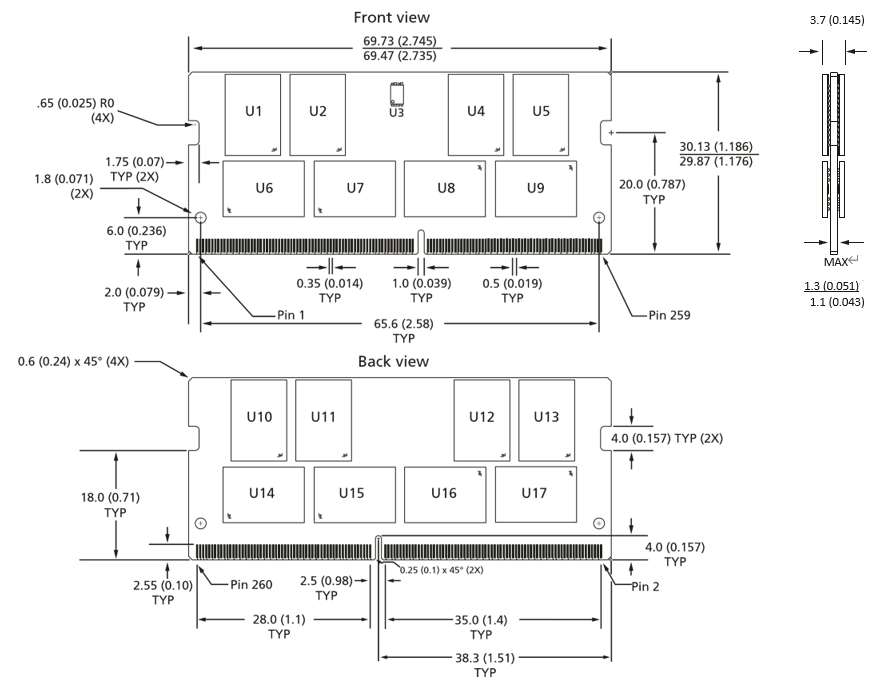 Front view
69.73 (2.745)
69.47 (2.735)
3.7 (0.145)
.65 (0.025) R0
(4X)
U1
U2
U3
U4
U5
1.75 (0.07)
TYP (2X)
1.8 (0.071)
(2X)
U6
U7
U8
U9
30.13 (1.186)
29.87 (1.176)
20.0 (0.787)
TYP
6.0 (0.236)
TYP
2.0 (0.079)
TYP
0.35 (0.014)
TYP
1.0 (0.039)
TYP
0.5 (0.019)
TYP
Pin 1
65.6 (2.58)
TYP
Pin 259
MAX↵
1.3 (0.051)
1.1 (0.043)
Back view
0.6 (0.24) x 45° (4X)
U10
U11
U12
U13
4.0 (0.157) TYP (2X)
U14
U15
U16
U17
18.0 (0.71)
TYP
4.0 (0.157)
TYP
2.55 (0.10)
TYP
Pin 260
2.5 (0.98)
TYP
0.25 (0.1) x 45° (2X)
Pin 2
28.0 (1.1)
TYP
35.0 (1.4)
TYP
38.3 (1.51)
TYP